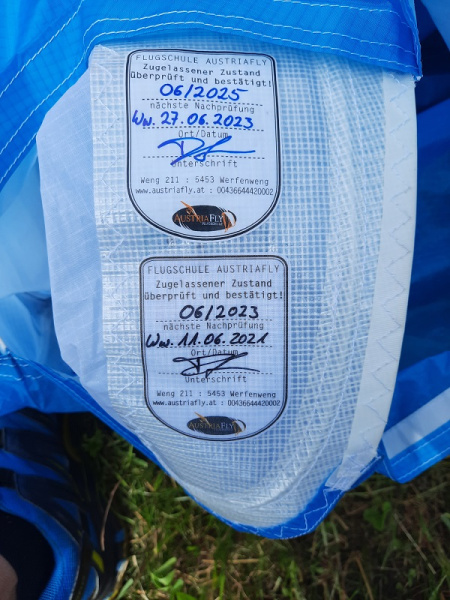 FLUGSCHULE AUSTRIAFLY
Zugelassener Zustand
überprüft und bestätigt!
06/2025
nächste Nachprüfung
Ww. 27.06.2023
Ort/Datum
Unterschrift
Weng 211 : 5453 Werfenweng
www.austriafly.at : 00436644420002
AUSTRIAFLY
FLUGSCHULE AUSTRIAFLY
Zugelassener Zustand
überprüft und bestätigt!
06/2023
nächste Nachprüfung
Ww. 11.06.2021
Ort/Datum
Unterschrift
Weng 211 : 5453 Werfenweng
www.austriafly.at : 00436644420002
AUSTRIAFLY